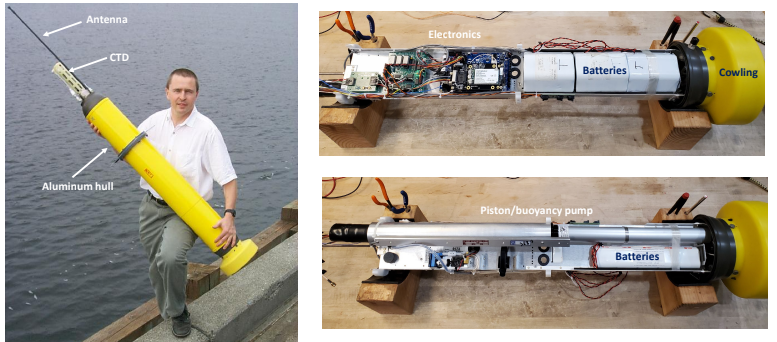 Antenna
CTD
Aluminum hull
Electronics
Batteries
Cowling
Piston/buoyancy pump
Batteries